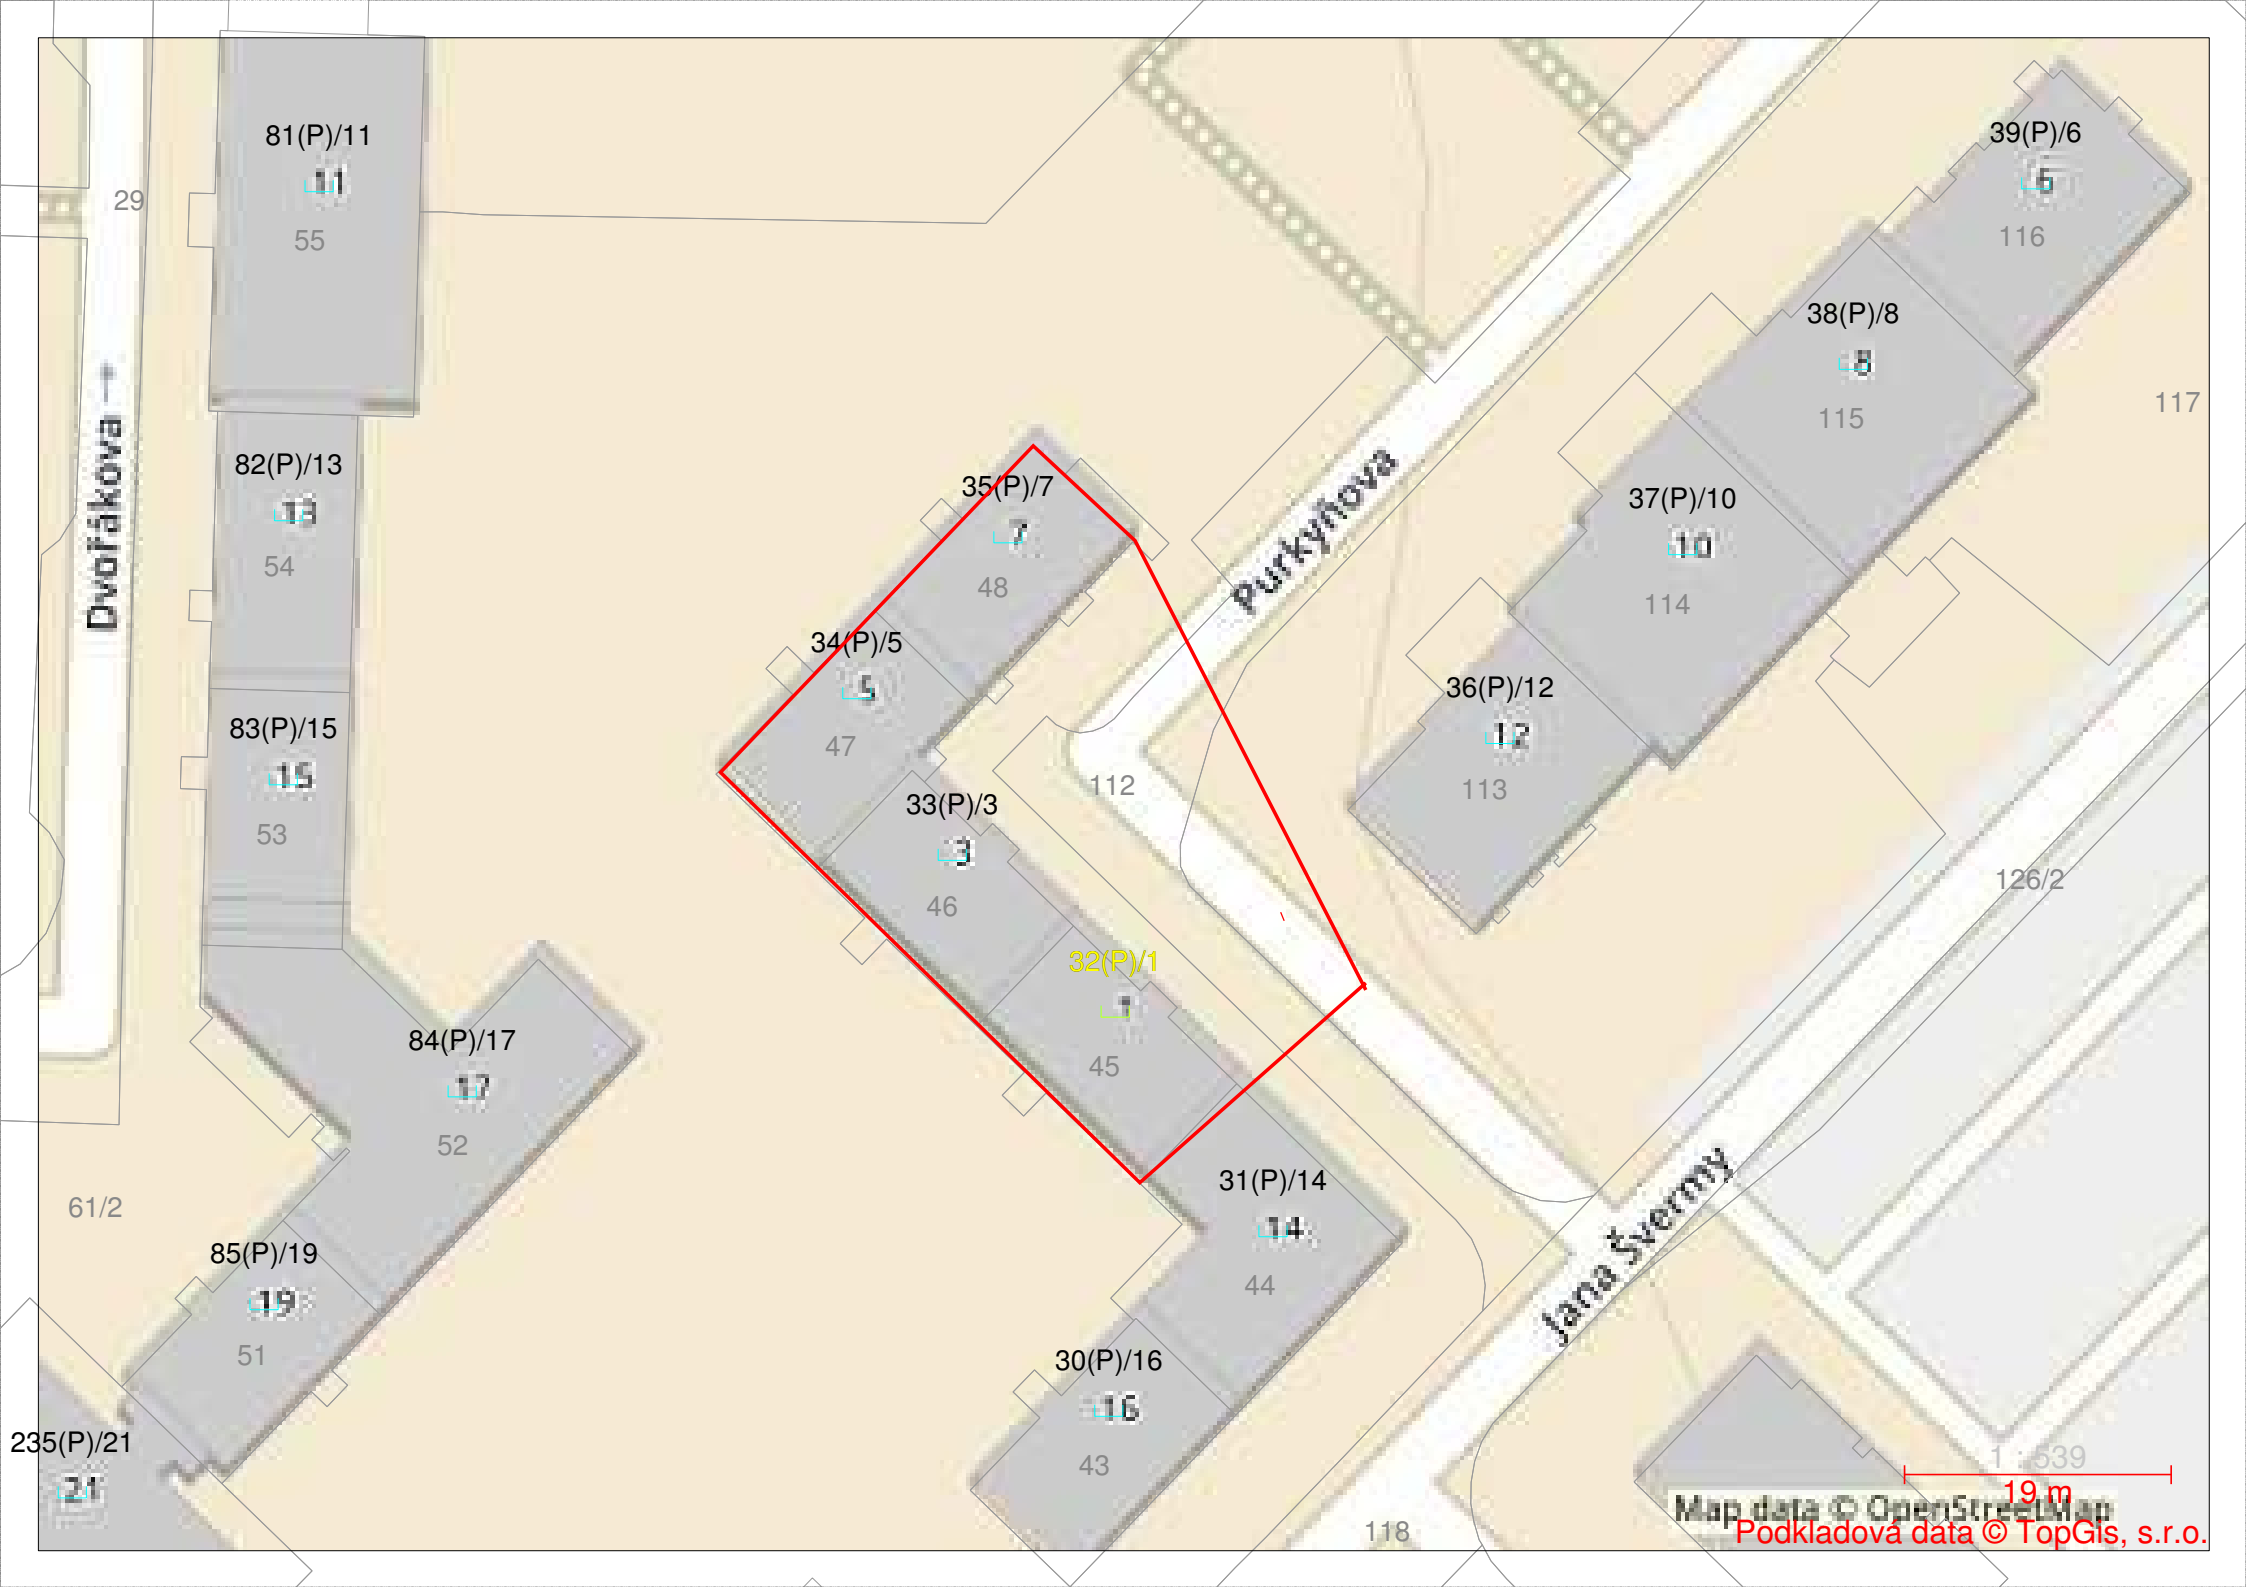 81(P)/11
11
55
29
39(P)/6
6
116
38(P)/8
8
115
117
82(P)/13
13
54
Dvořákova →
35(P)/7
7
48
Purkyňova
37(P)/10
10
114
34(P)/5
5
47
36(P)/12
12
113
83(P)/15
15
53
112
33(P)/3
3
46
126/2
32(P)/1
1
45
84(P)/17
17
52
61/2
31(P)/14
14
44
Jana Švermy
85(P)/19
19
51
30(P)/16
16
43
235(P)/21
21
118
1 : 539
19 m
Map data © OpenStreetMap
Podkladová data © TopGis, s.r.o.